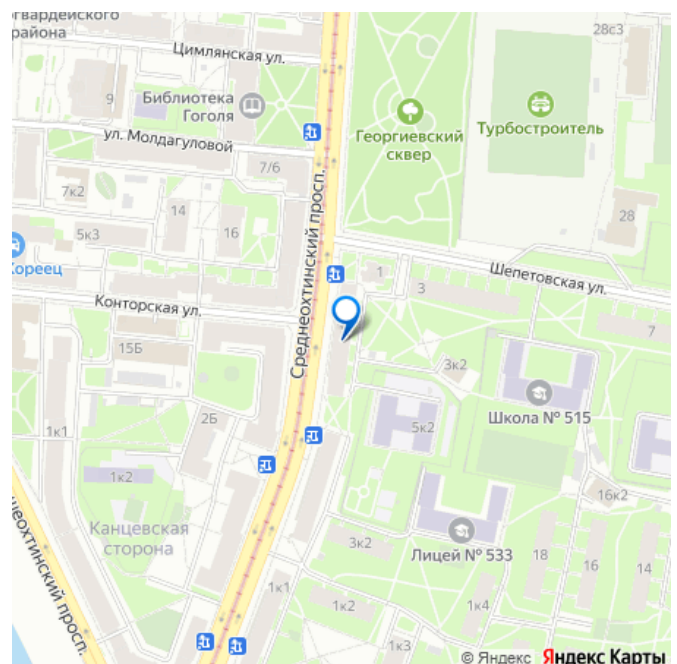 огвардейского
района
Цимлянская ул.
28с3
9
Библиотека
Гоголя
Георгиевский
сквер
Турбостроитель
ул. Молдагуловой
7/6
7к2
14
16
28
5к3
Кореец
Среднеохтинский просп.
1
Шепетовская ул.
3
Конторская ул.
7
15Б
3к2
Школа № 515
2Б
5к2
1к1
1к2
16к2
Канцевская
сторона
3к2
Лицей № 533
18
16
14
шеохтинский просп.
1к1
1к2
1к4
1к3
© Яндекс Яндекс Карты